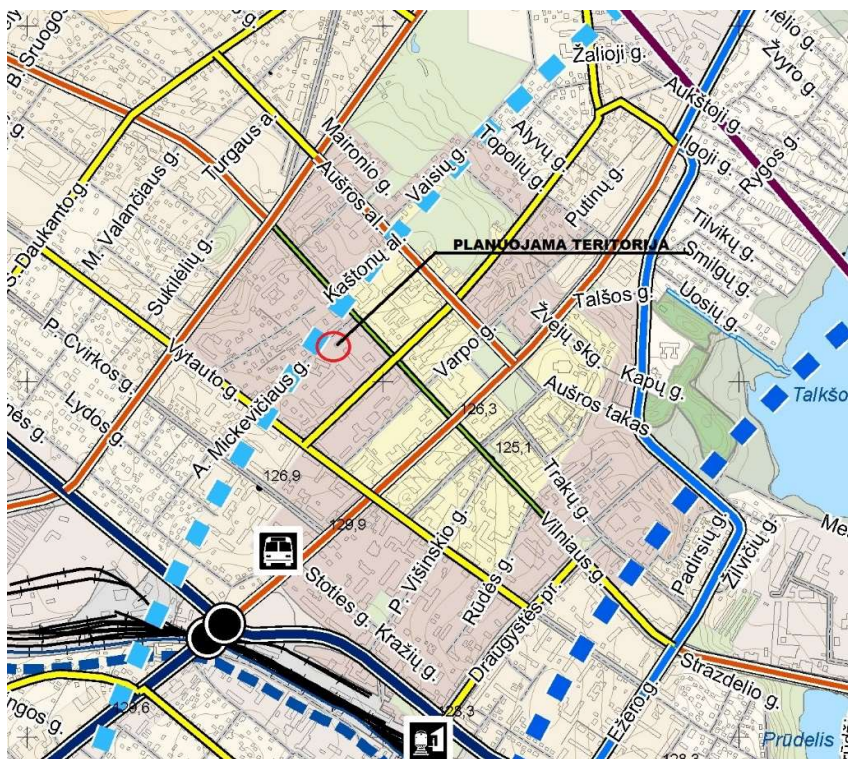 B. Sruogos g.
Žalioji g.
Žvyro g.
Aukštoji g.
Ilgoji g.
Rygos g.
Turgaus a.
Maironio g.
Aušros al.
Vaisių g.
Alyvų g.
Topolių g.
Putinų g.
S. Daukanto g.
M. Valančiaus g.
Sukilėlių g.
Kaštonų al.
PLANUOJAMA TERITORIJA
Tilvikų g.
Smilgų g.
Uosių g.
Talšos g.
Žvejų skg.
Kapų g.
P. Cvirkos g.
Vytauto g.
Varpo g.
Aušros takas
Lydos g.
A. Mickevičiaus g.
126,3
125,1
126,9
129,9
Trakų g.
Vilniaus g.
P. Višinskio g.
Stoties g.
Kražių g.
Rūdės g.
Draugystės pr.
Padirsių g.
Žilvičių g.
Strazdelio g.
Ežero g.
128,3
128,3
Prūdelis